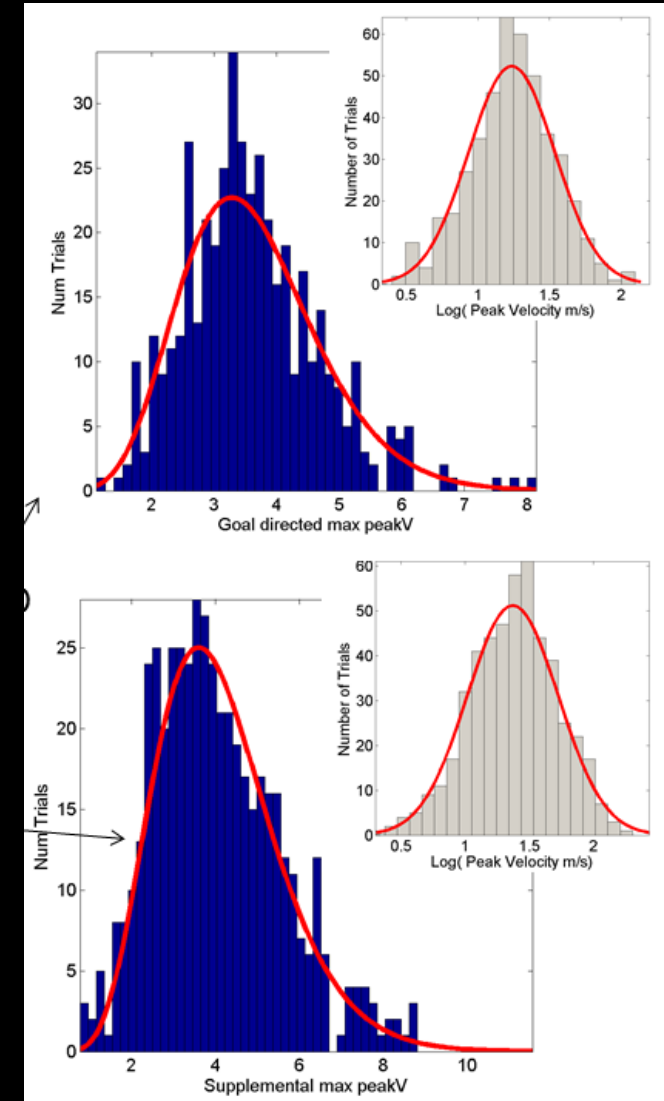 Num Trials
30
25
20
15
10
5
0
2 3 4 5 6 7 8
Goal directed max peakV
Number of Trials
60
50
40
30
20
10
0
0.5 1 1.5 2
Log( Peak Velocity m/s)
Num Trials
25
20
15
10
5
0
2 4 6 8 10
Supplemental max peakV
Number of Trials
60
50
40
30
20
10
0
0.5 1 1.5 2
Log( Peak Velocity m/s)